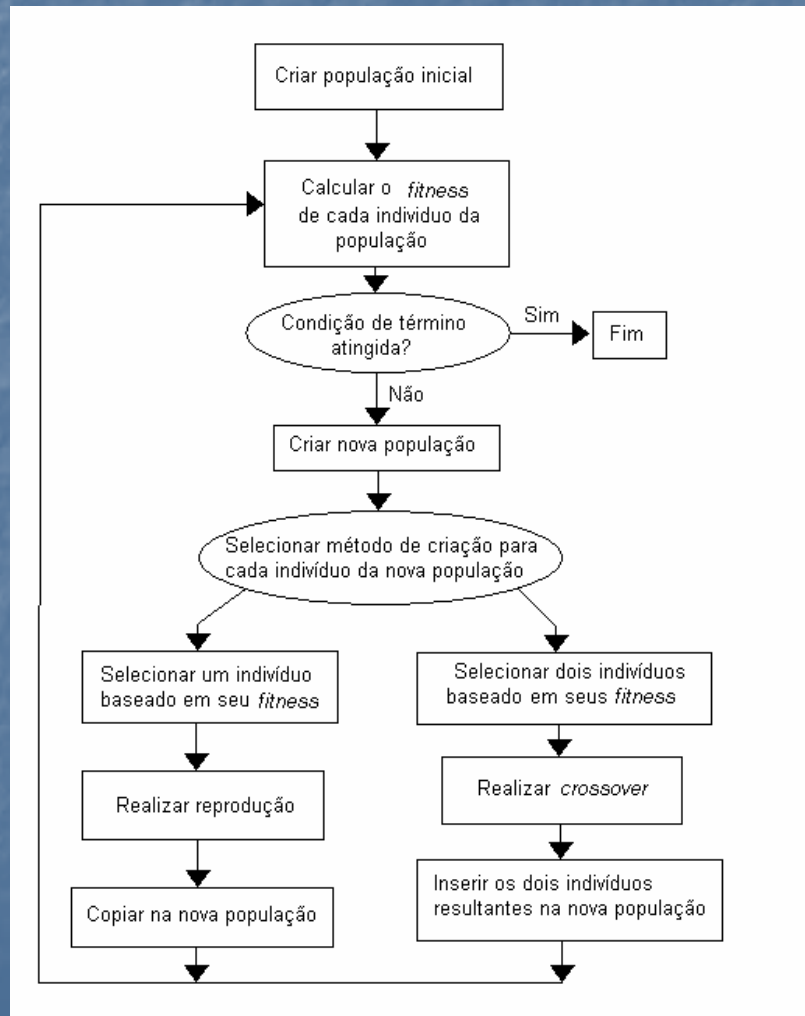 Criar população inicial
Calcular o fitness
de cada individuo da
população
Condição de término
atingida?
Sim
Fim
Não
Criar nova população
Selecionar método de criação para
cada indivíduo da nova população
Selecionar um indivíduo
baseado em seu fitness
Realizar reprodução
Copiar na nova população
Selecionar dois indivíduos
baseado em seus fitness
Realizar crossover
Inserir os dois indivíduos
resultantes na nova população